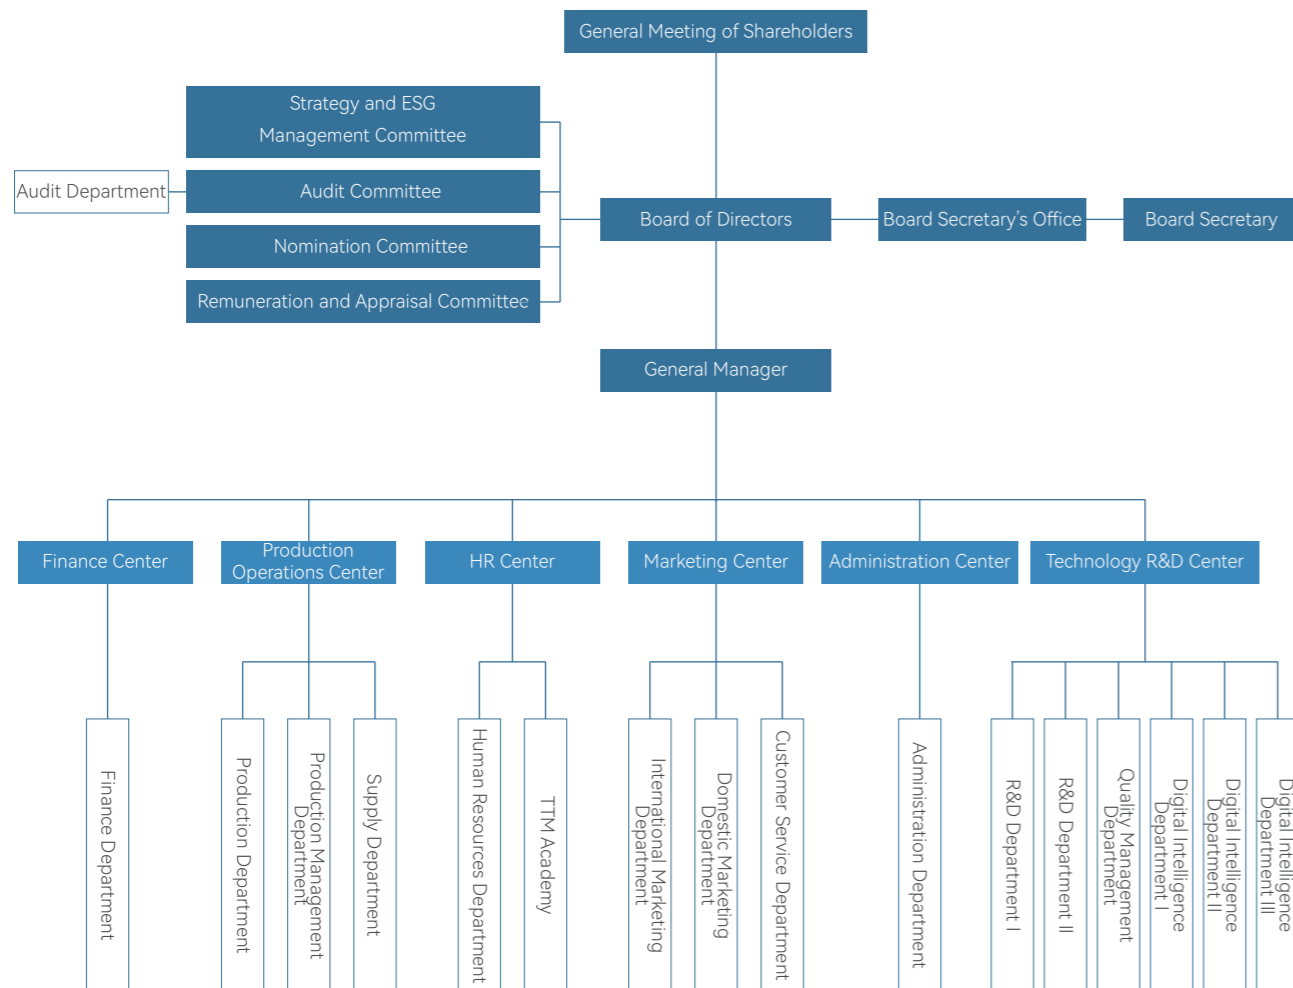 General Meeting of Shareholders
Strategy and ESG
Management Committee
Audit Department
Audit Committee
Nomination Committee
Remuneration and Appraisal Committee
Board of Directors
Board Secretary's Office
Board Secretary
General Manager
Finance Center
Production
Operations Center
HR Center
Marketing Center
Administration Center
Technology R&D Center
Finance Department
Production Department
Production Management
Department
Supply Department
Human Resources Department
TTM Academy
International Marketing
Department
Domestic Marketing
Department
Customer Service Department
Administration Department
R&D Department I
R&D Department II
Quality Management
Department
Digital Intelligence
Department I
Digital Intelligence
Department II
Digital Intelligence
Department III